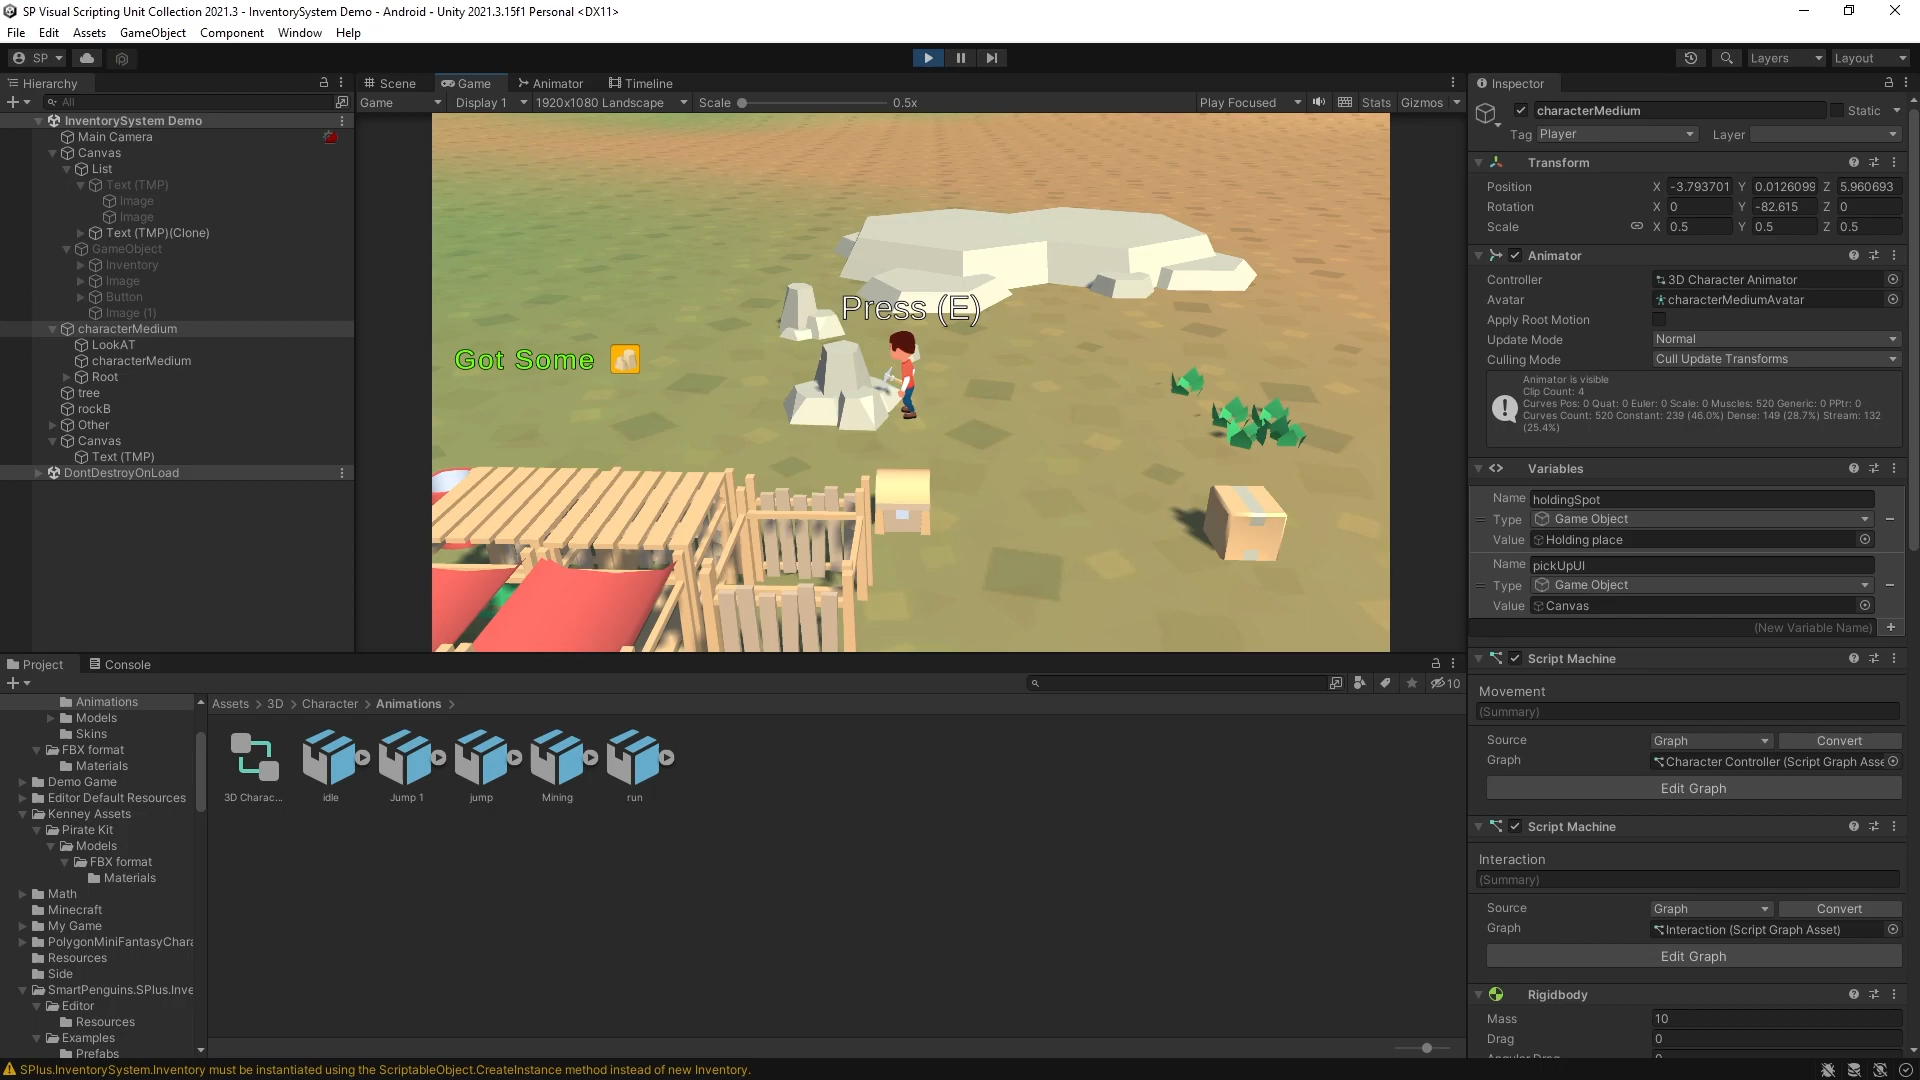 SP Visual Scripting Unit Collection 2021.3 - InventorySystem Demo - Android - Unity 2021.3.15f1 Personal <DX11>
File Edit Assets GameObject Component Window Help
SP Layers Layout
Hierarchy
All
InventorySystem Demo
Main Camera
Canvas
List
Text (TMP)
Image
Image
Text (TMP)(Clone)
GameObject
Inventory
Image
Button
Image (1)
characterMedium
LookAT
characterMedium
Root
tree
rockB
Other
Canvas
Text (TMP)
DontDestroyOnLoad
Scene Game Animator Timeline
Game Display 1 1920x1080 Landscape Scale 0.5x Play Focused Stats Gizmos
Press (E)
Got Some
Inspector
characterMedium Static
Tag Player Layer
Transform
Position X -3.793701 Y 0.0126099 Z 5.960693
Rotation X 0 Y -82.615 Z 0
Scale X 0.5 Y 0.5 Z 0.5
Animator
Controller 3D Character Animator
Avatar characterMediumAvatar
Apply Root Motion
Update Mode Normal
Culling Mode Cull Update Transforms
Animator is visible
Clip Count: 4
Curves Pos: 0 Quat: 0 Euler: 0 Scale: 0 Muscles: 520 Generic: 0 PPtr: 0
Curves Count: 520 Constant: 239 (46.0%) Dense: 149 (28.7%) Stream: 132
(25.4%)
Variables
Name holdingSpot
Type Game Object
Value Holding place
Name pickUpUI
Type Game Object
Value Canvas
(New Variable Name)
Script Machine
Movement
(Summary)
Source Graph Convert
Graph Character Controller (Script Graph Asse
Edit Graph
Script Machine
Interaction
(Summary)
Source Graph Convert
Graph Interaction (Script Graph Asset)
Edit Graph
Rigidbody
Mass 10
Drag 0
Angular Drag 0
Project Console
10
Animations
Models
Skins
FBX format
Materials
Demo Game
Editor Default Resources
Kenney Assets
Pirate Kit
Models
FBX format
Materials
Math
Minecraft
My Game
PolygonMiniFantasyChara
Resources
Side
SmartPenguins.SPlus.Inve
Editor
Resources
Examples
Prefabs
Assets > 3D > Character > Animations >
3D Charac... idle Jump 1 jump Mining run
SPlus.InventorySystem.Inventory must be instantiated using the ScriptableObject.CreateInstance method instead of new Inventory.